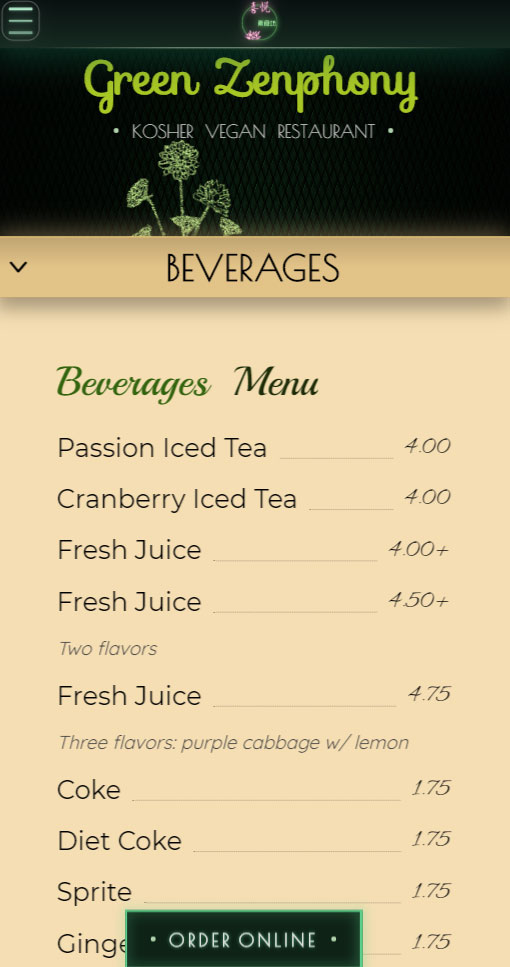 喜悦
Green Zenphony
• KOSHER VEGAN RESTAURANT •
BEVERAGES
Beverages Menu
Passion Iced Tea 4.00
Cranberry Iced Tea 4.00
Fresh Juice 4.00+
Fresh Juice 4.50+
Two flavors
Fresh Juice 4.75
Three flavors: purple cabbage w/ lemon
Coke 1.75
Diet Coke 1.75
Sprite 1.75
Ginge 1.75
• ORDER ONLINE •